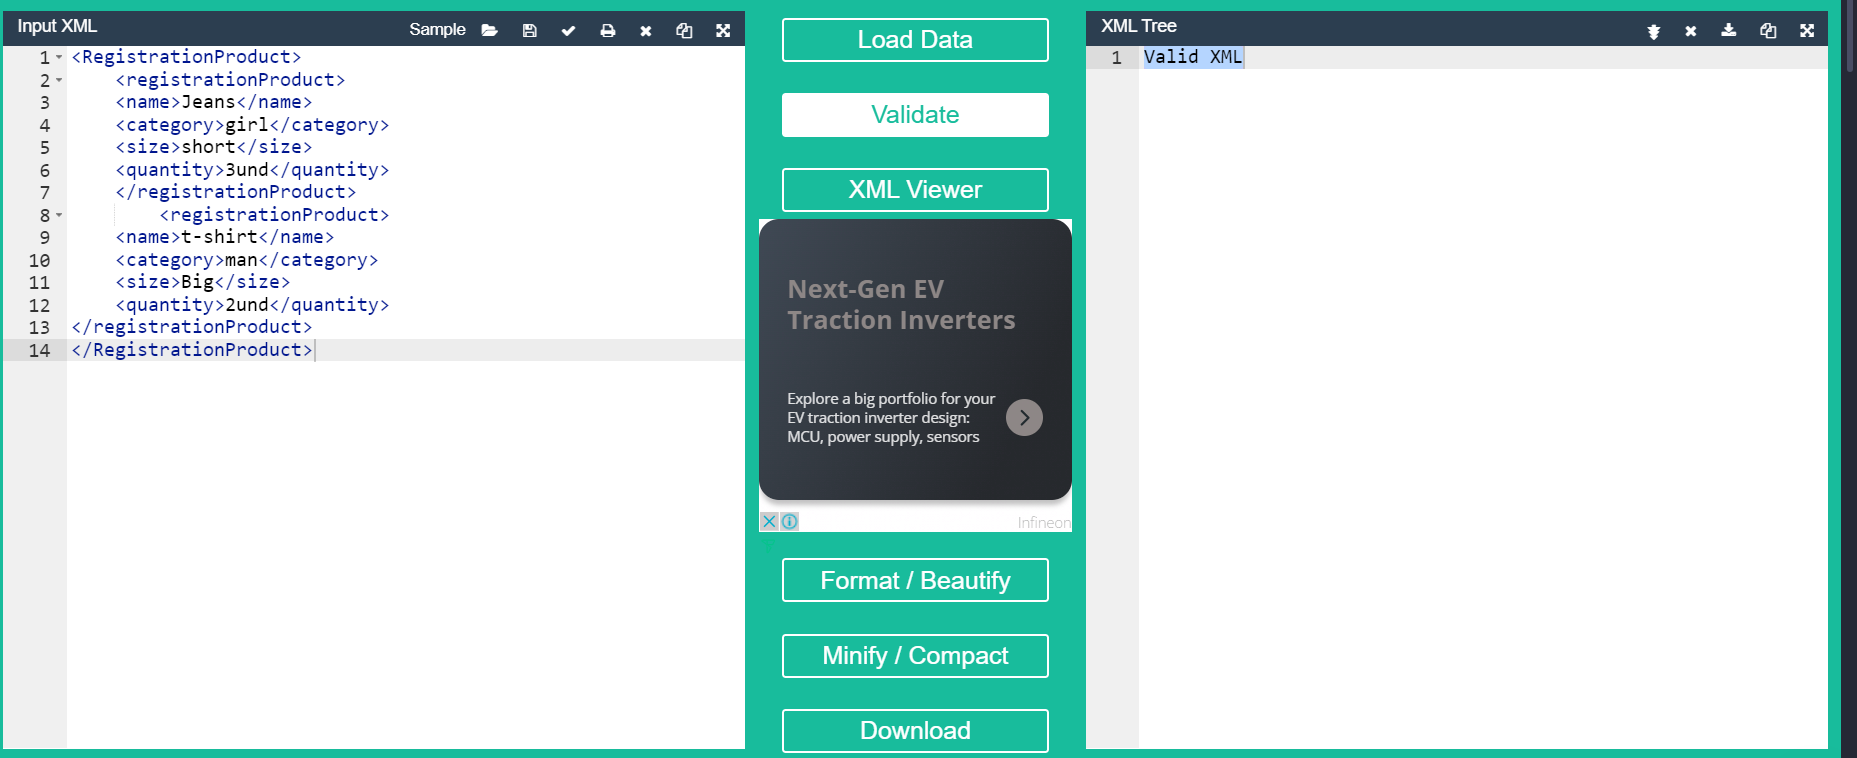 Input XML
Sample
1 <RegistrationProduct>
2 <registrationProduct>
3 <name>Jeans</name>
4 <category>girl</category>
5 <size>short</size>
6 <quantity>3und</quantity>
7 </registrationProduct>
8 <registrationProduct>
9 <name>t-shirt</name>
10 <category>man</category>
11 <size>Big</size>
12 <quantity>2und</quantity>
13 </registrationProduct>
14 </RegistrationProduct>
Load Data
Validate
XML Viewer
Next-Gen EV
Traction Inverters
Explore a big portfolio for your
EV traction inverter design:
MCU, power supply, sensors
Infineon
Format / Beautify
Minify / Compact
Download
XML Tree
1 Valid XML